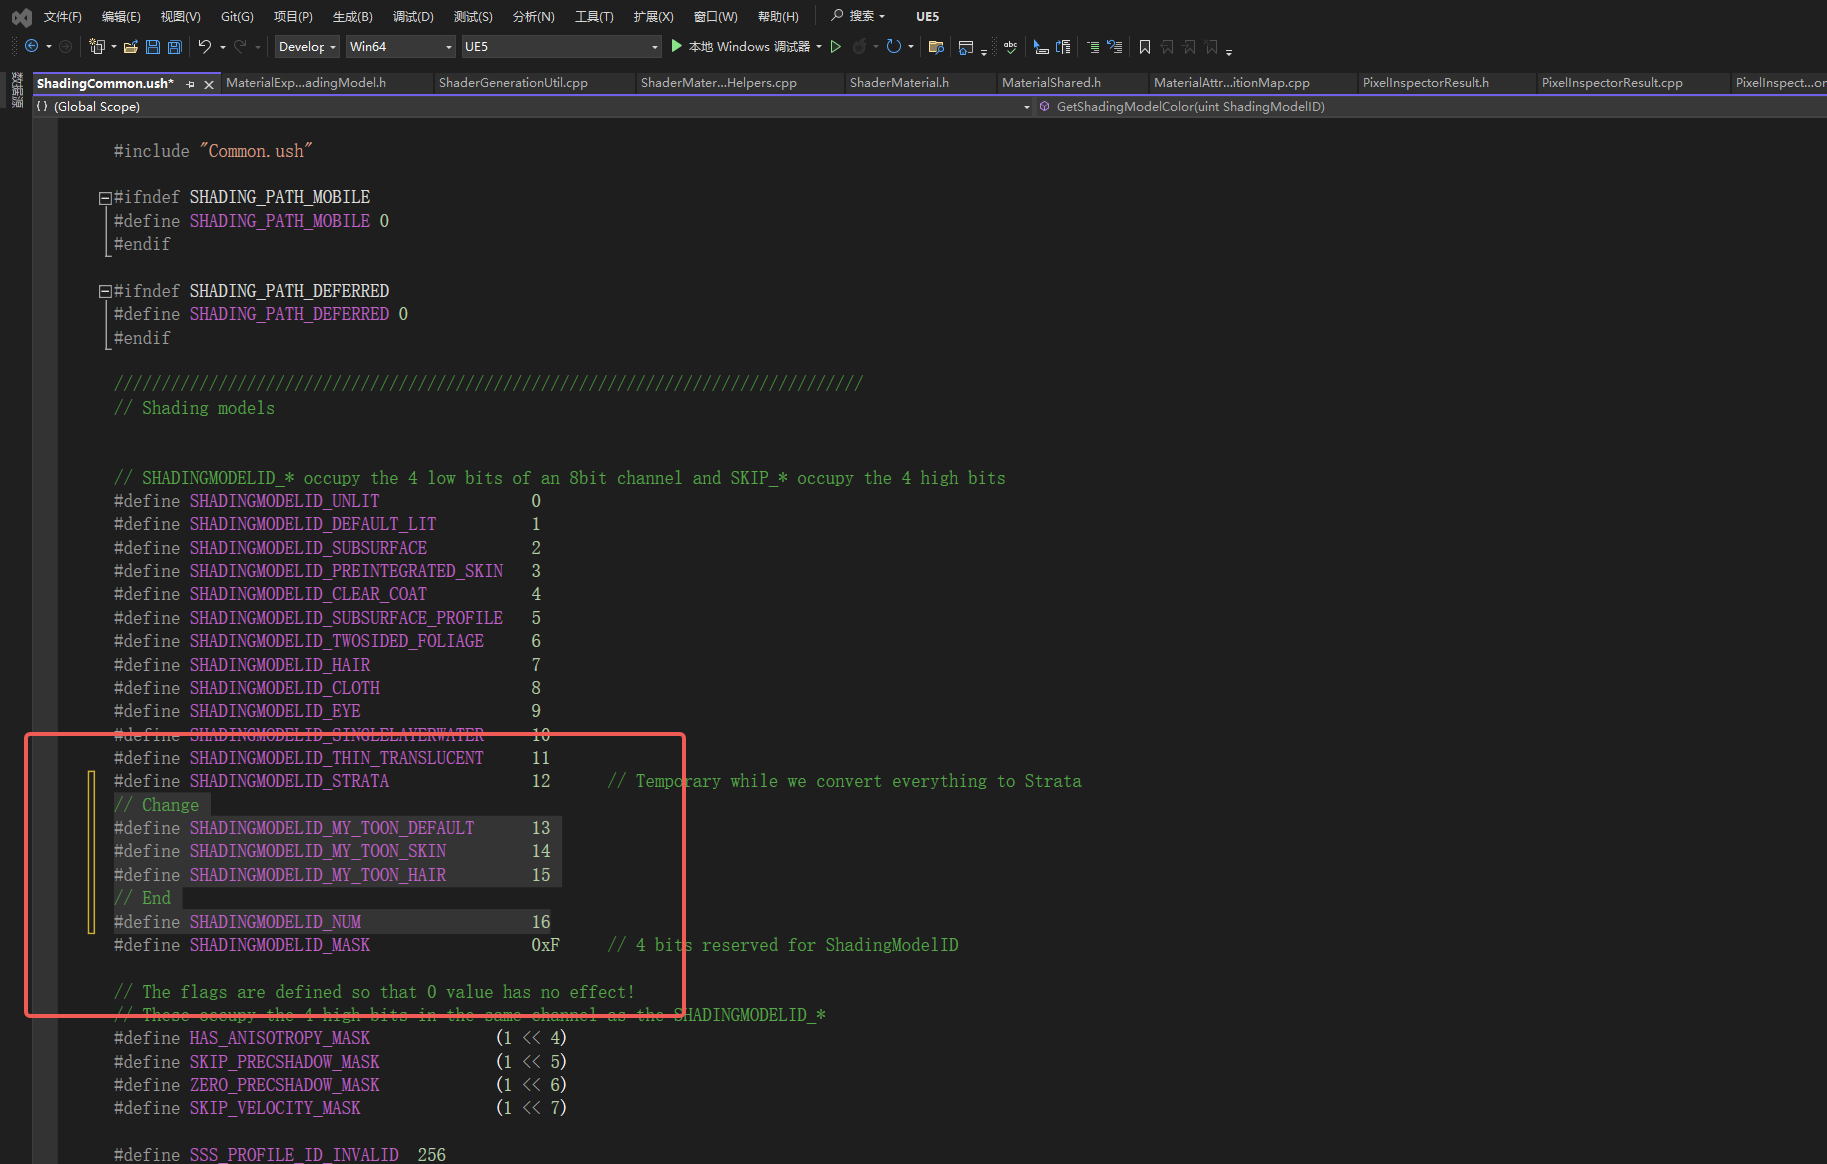 文件(F) 编辑(E) 视图(V) Git(G) 项目(P) 生成(B) 调试(D) 测试(S) 分析(N) 工具(T) 扩展(X) 窗口(W) 帮助(H) 搜索 UE5
Develop Win64 UE5 本地 Windows 调试器
数据源
ShadingCommon.ush* MaterialExp...adingModel.h ShaderGenerationUtil.cpp ShaderMater...Helpers.cpp ShaderMaterial.h MaterialShared.h MaterialAttr...itionMap.cpp PixelInspectorResult.h PixelInspectorResult.cpp PixelInspect...or
(Global Scope) GetShadingModelColor(uint ShadingModelID)
#include "Common.ush"
#ifndef SHADING_PATH_MOBILE
#define SHADING_PATH_MOBILE 0
#endif
#ifndef SHADING_PATH_DEFERRED
#define SHADING_PATH_DEFERRED 0
#endif
///////////////////////////////////////////////////////////////////////////////
// Shading models
// SHADINGMODELID_* occupy the 4 low bits of an 8bit channel and SKIP_* occupy the 4 high bits
#define SHADINGMODELID_UNLIT 0
#define SHADINGMODELID_DEFAULT_LIT 1
#define SHADINGMODELID_SUBSURFACE 2
#define SHADINGMODELID_PREINTEGRATED_SKIN 3
#define SHADINGMODELID_CLEAR_COAT 4
#define SHADINGMODELID_SUBSURFACE_PROFILE 5
#define SHADINGMODELID_TWOSIDED_FOLIAGE 6
#define SHADINGMODELID_HAIR 7
#define SHADINGMODELID_CLOTH 8
#define SHADINGMODELID_EYE 9
#define SHADINGMODELID_SINGLELAYERWATER 10
#define SHADINGMODELID_THIN_TRANSLUCENT 11
#define SHADINGMODELID_STRATA 12 // Temporary while we convert everything to Strata
// Change
#define SHADINGMODELID_MY_TOON_DEFAULT 13
#define SHADINGMODELID_MY_TOON_SKIN 14
#define SHADINGMODELID_MY_TOON_HAIR 15
// End
#define SHADINGMODELID_NUM 16
#define SHADINGMODELID_MASK 0xF // 4 bits reserved for ShadingModelID
// The flags are defined so that 0 value has no effect!
// These occupy the 4 high bits in the same channel as the SHADINGMODELID_*
#define HAS_ANISOTROPY_MASK (1 << 4)
#define SKIP_PRECSHADOW_MASK (1 << 5)
#define ZERO_PRECSHADOW_MASK (1 << 6)
#define SKIP_VELOCITY_MASK (1 << 7)
#define SSS_PROFILE_ID_INVALID 256